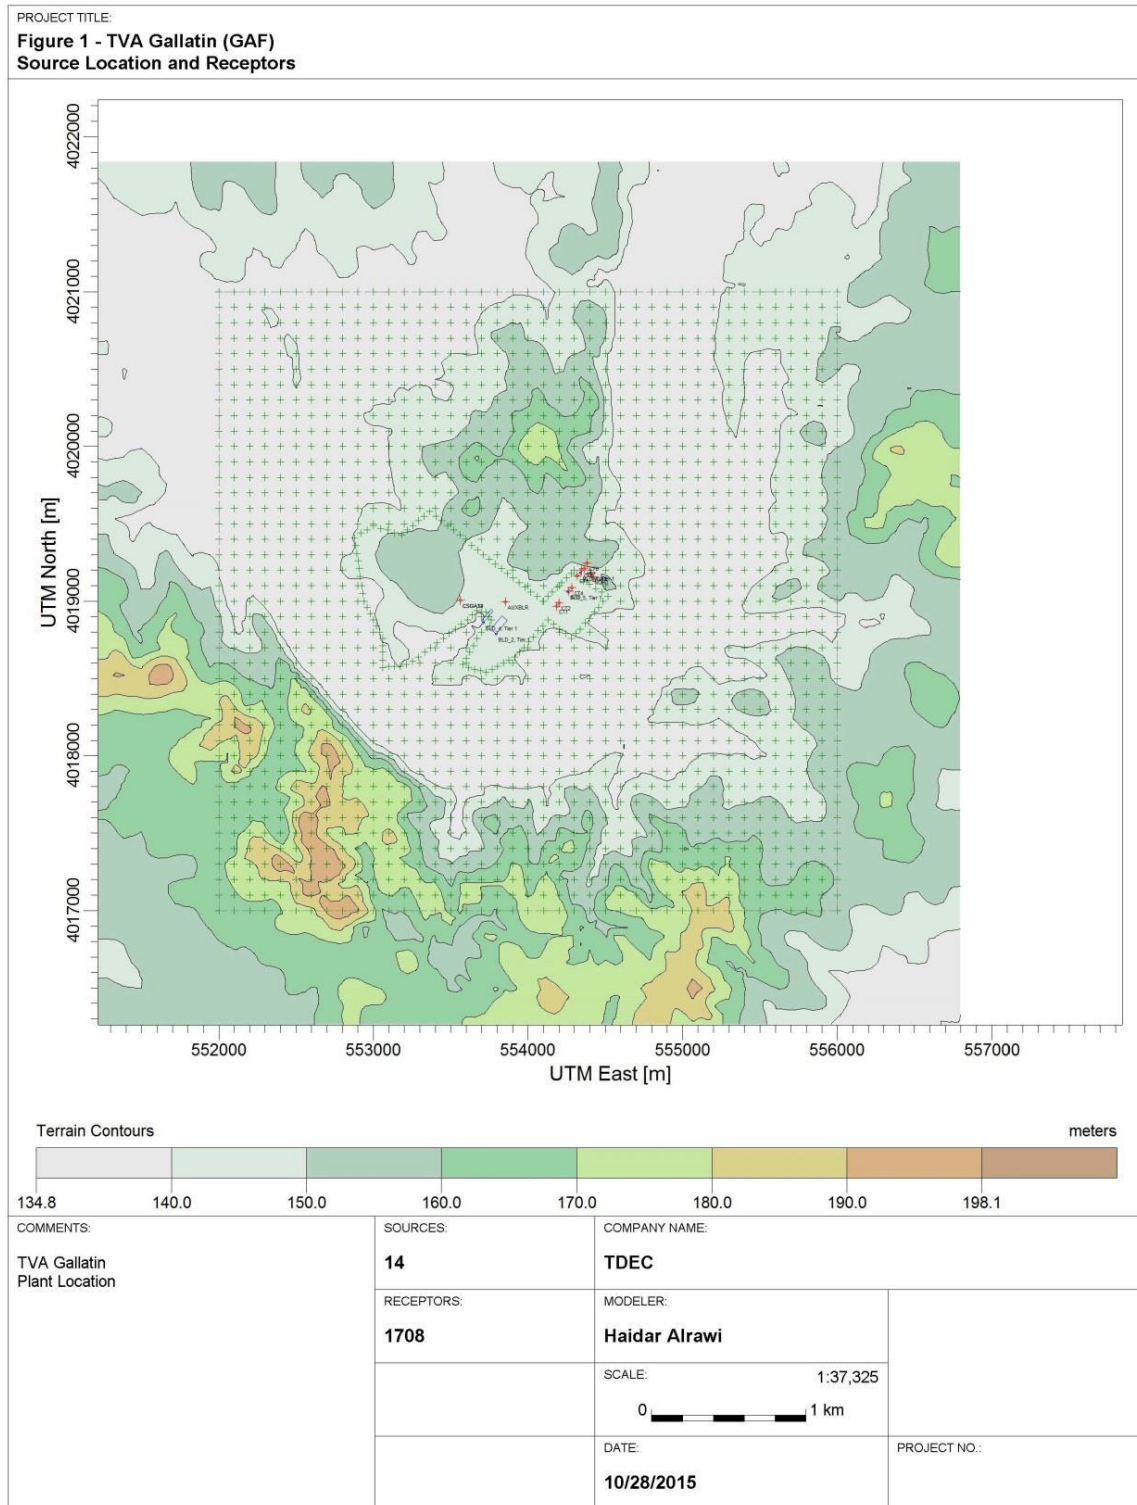 PROJECT TITLE:
Figure 1 - TVA Gallatin (GAF)
Source Location and Receptors
UTM North [m]
4022000
4021000
4020000
4019000
4018000
4017000
AUXBLR
BLD_2, Tier 1
552000 553000 554000 555000 556000 557000
UTM East [m]
Terrain Contours meters
134.8 140.0 150.0 160.0 170.0 180.0 190.0 198.1
COMMENTS:
TVA Gallatin
Plant Location
SOURCES:
14
COMPANY NAME:
TDEC
RECEPTORS:
1708
MODELER:
Haidar Alrawi
SCALE: 1:37,325
0 1 km
DATE:
10/28/2015
PROJECT NO.: